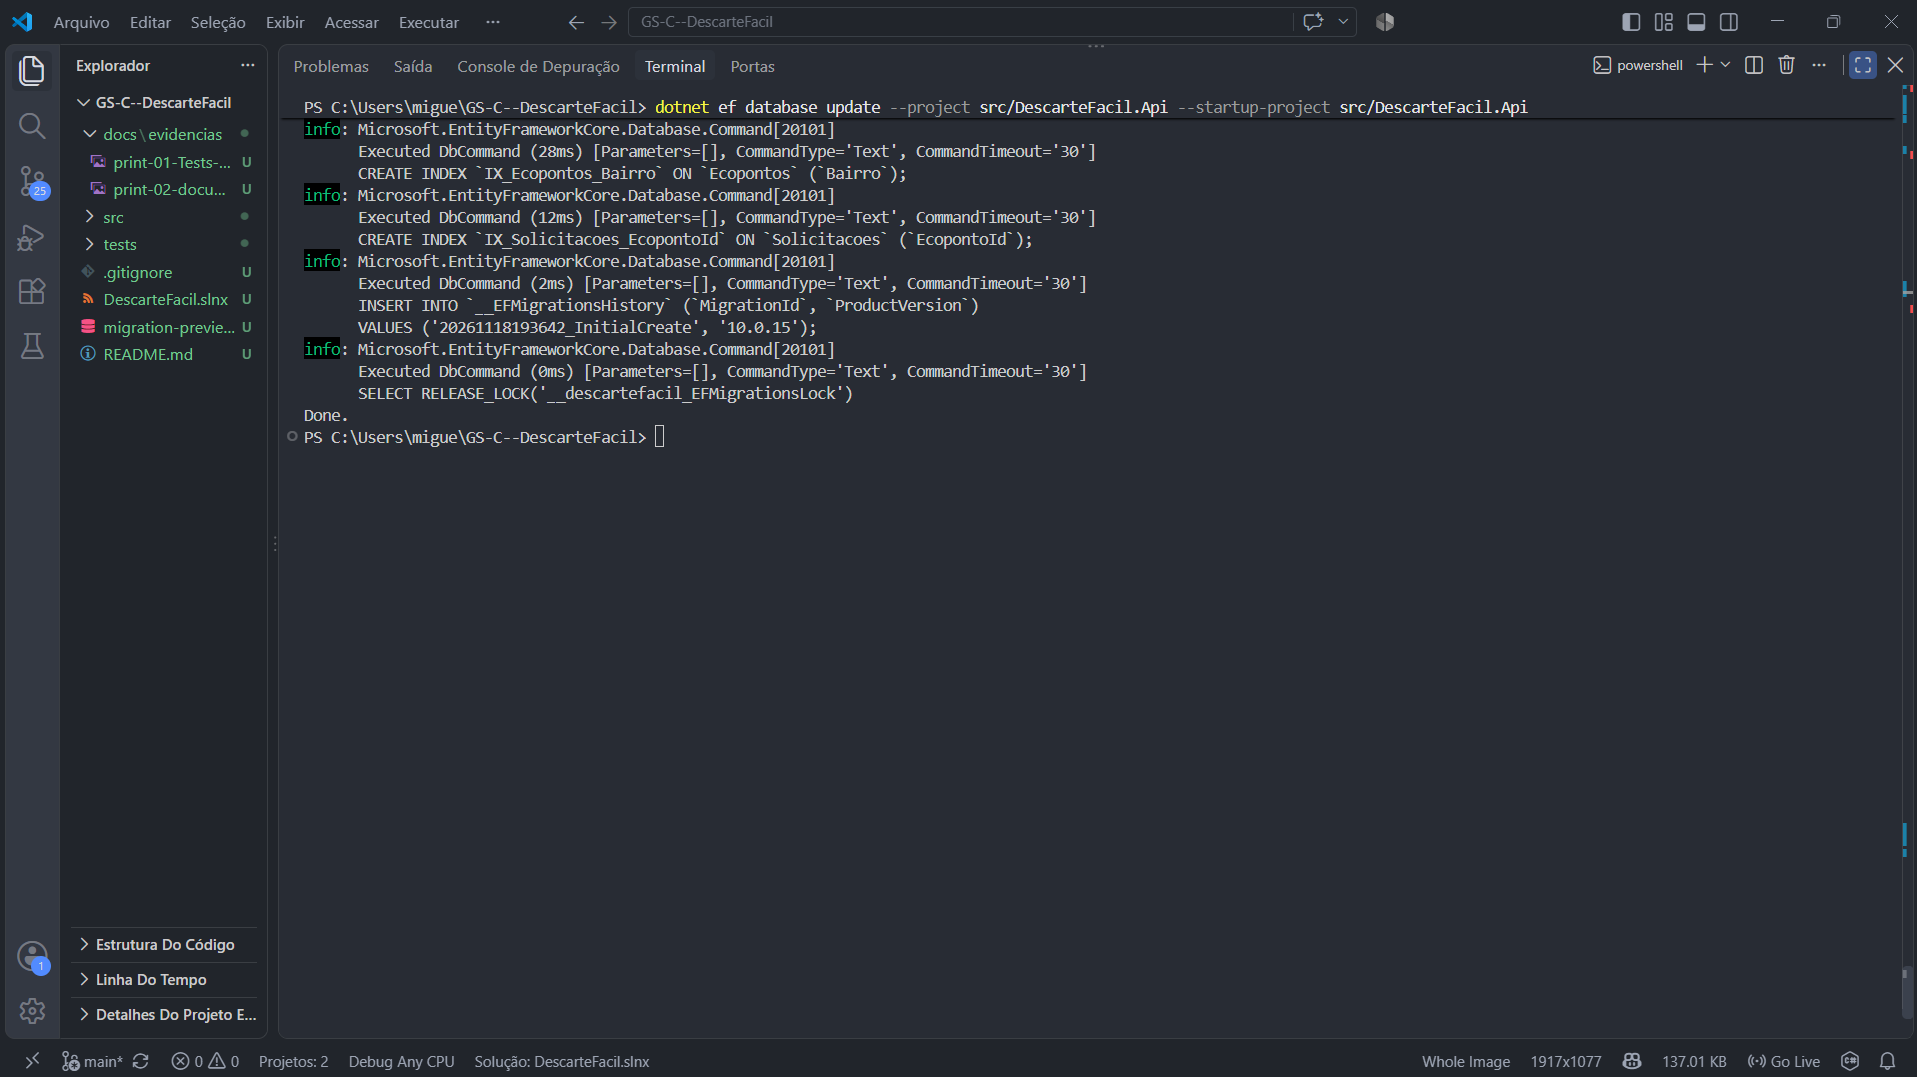 Arquivo Editar Seleção Exibir Acessar Executar ··· GS-C--DescarteFacil
Explorador ···
GS-C--DescarteFacil
docs\evidencias
print-01-Tests-... U
print-02-docu... U
src
tests
.gitignore U
DescarteFacil.slnx U
migration-previe... U
README.md U
25
1
Estrutura Do Código
Linha Do Tempo
Detalhes Do Projeto E...
Problemas Saída Console de Depuração Terminal Portas powershell
PS C:\Users\migue\GS-C--DescarteFacil> dotnet ef database update --project src/DescarteFacil.Api --startup-project src/DescarteFacil.Api
info: Microsoft.EntityFrameworkCore.Database.Command[20101]
Executed DbCommand (28ms) [Parameters=[], CommandType='Text', CommandTimeout='30']
CREATE INDEX `IX_Ecopontos_Bairro` ON `Ecopontos` (`Bairro`);
info: Microsoft.EntityFrameworkCore.Database.Command[20101]
Executed DbCommand (12ms) [Parameters=[], CommandType='Text', CommandTimeout='30']
CREATE INDEX `IX_Solicitacoes_EcopontoId` ON `Solicitacoes` (`EcopontoId`);
info: Microsoft.EntityFrameworkCore.Database.Command[20101]
Executed DbCommand (2ms) [Parameters=[], CommandType='Text', CommandTimeout='30']
INSERT INTO `__EFMigrationsHistory` (`MigrationId`, `ProductVersion`)
VALUES ('20261118193642_InitialCreate', '10.0.15');
info: Microsoft.EntityFrameworkCore.Database.Command[20101]
Executed DbCommand (0ms) [Parameters=[], CommandType='Text', CommandTimeout='30']
SELECT RELEASE_LOCK('__descartefacil_EFMigrationsLock')
Done.
PS C:\Users\migue\GS-C--DescarteFacil>
main* 0 0 Projetos: 2 Debug Any CPU Solução: DescarteFacil.slnx Whole Image 1917x1077 137.01 KB Go Live